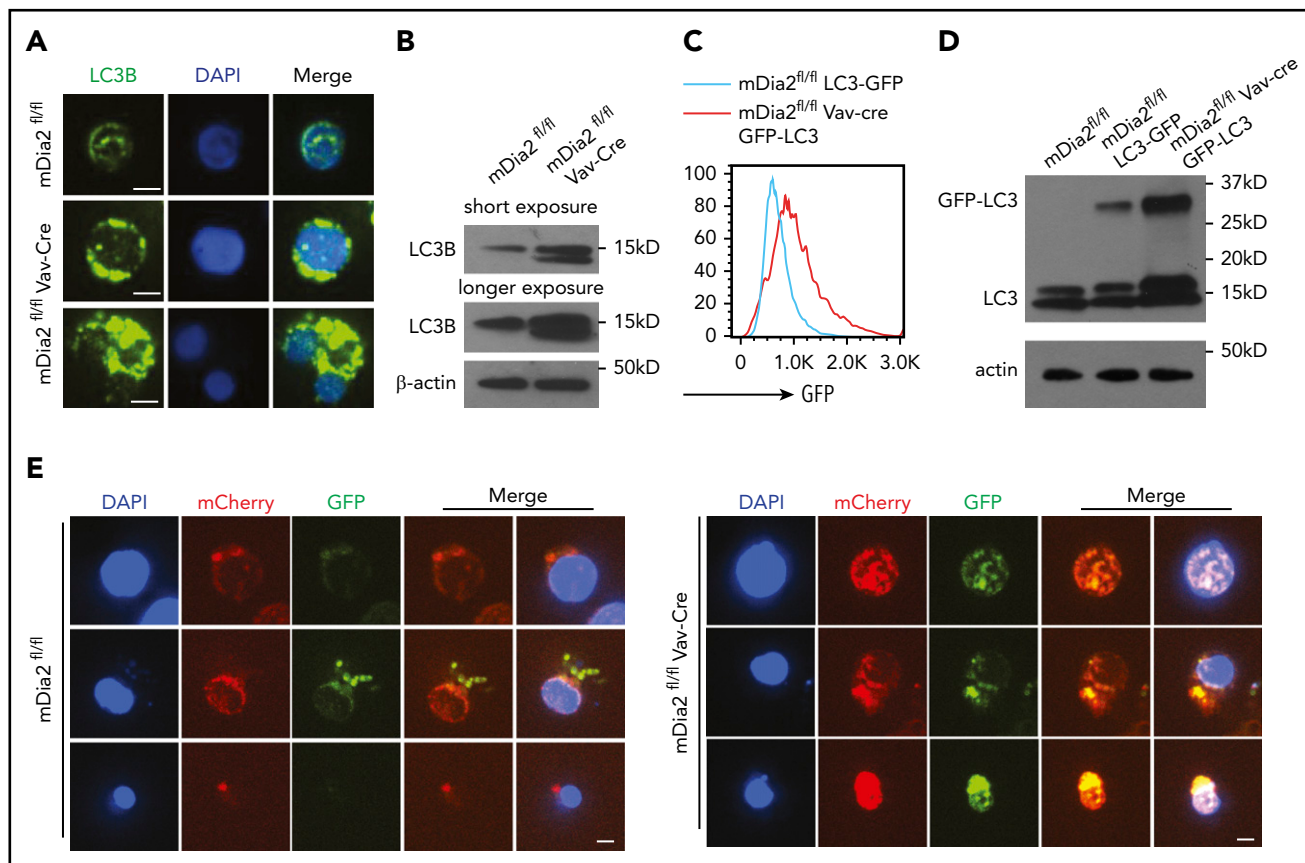 A
LC3B DAPI Merge
mDia2 fl/fl
mDia2 fl/fl Vav-Cre
B
mDia2 fl/fl
mDia2 fl/fl
Vav-Cre
short exposure
LC3B
15kD
longer exposure
LC3B
15kD
50kD
β-actin
C
mDia2fl/fl LC3-GFP
mDia2fl/fl Vav-cre
GFP-LC3
100
80
60
40
20
0
0 1.0K 2.0K 3.0K
GFP
D
mDia2fl/fl
mDia2fl/fl
LC3-GFP
mDia2fl/fl Vav-cre
GFP-LC3
37kD
GFP-LC3
25kD
20kD
LC3
15kD
50kD
actin
E
DAPI mCherry GFP Merge
mDia2 fl/fl
DAPI mCherry GFP Merge
mDia2 fl/fl Vav-Cre